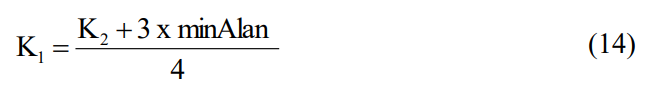 K₁ = (K₂ + 3 x minAlan) / 4 (14)